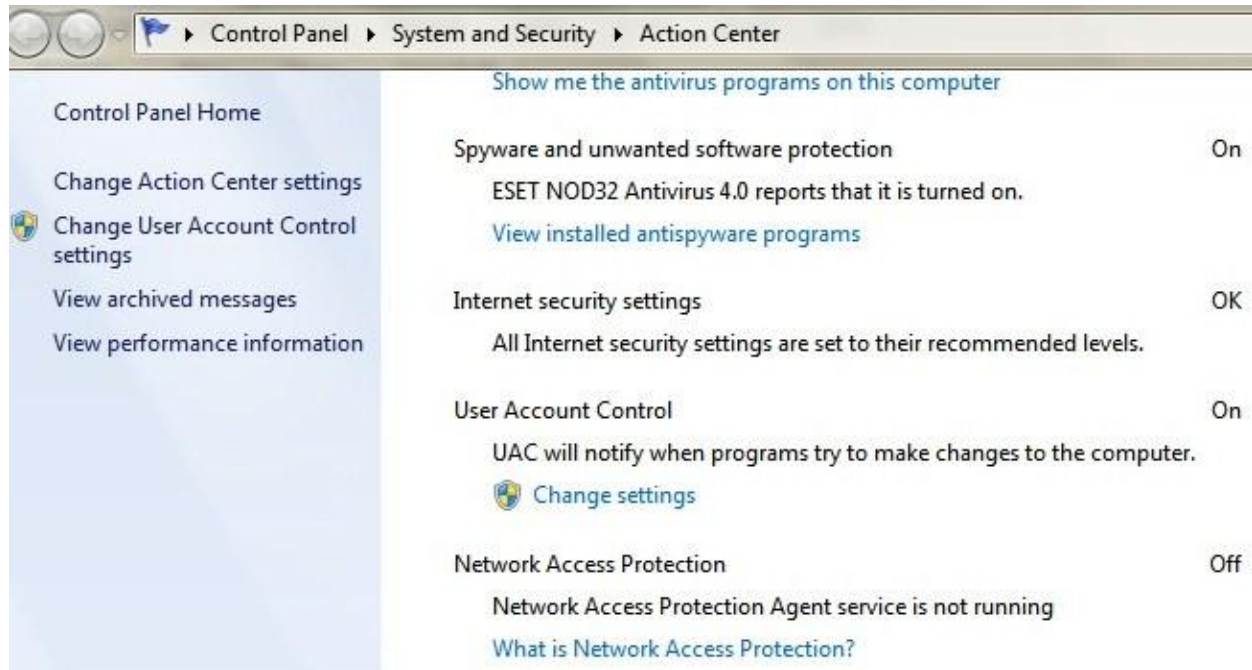 Control Panel ▸ System and Security ▸ Action Center
Control Panel Home
Change Action Center settings
Change User Account Control
settings
View archived messages
View performance information
Show me the antivirus programs on this computer
Spyware and unwanted software protection On
ESET NOD32 Antivirus 4.0 reports that it is turned on.
View installed antispyware programs
Internet security settings OK
All Internet security settings are set to their recommended levels.
User Account Control On
UAC will notify when programs try to make changes to the computer.
Change settings
Network Access Protection Off
Network Access Protection Agent service is not running
What is Network Access Protection?